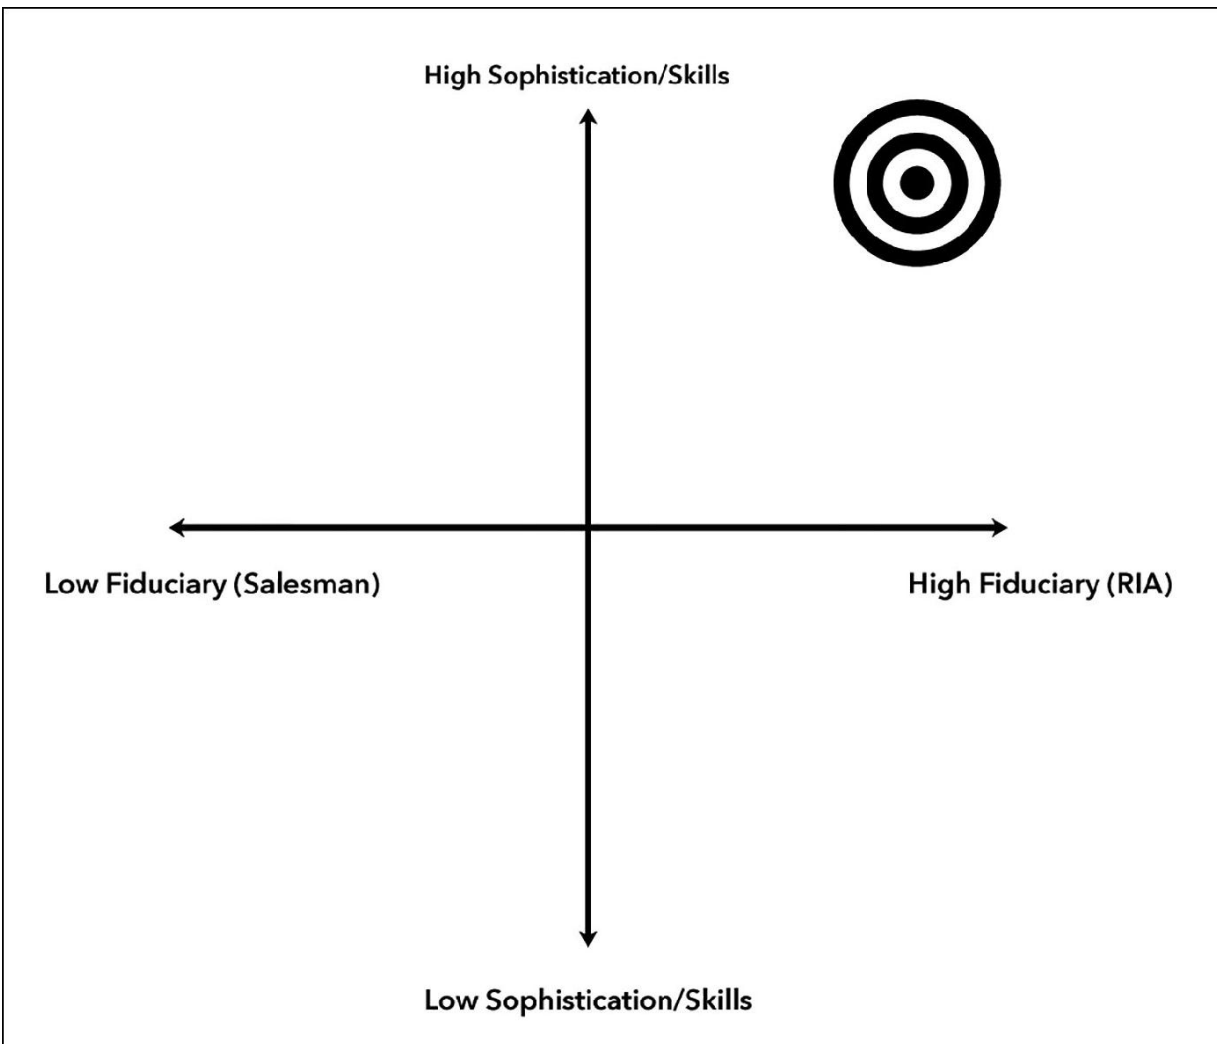 High Sophistication/Skills
Low Fiduciary (Salesman)
High Fiduciary (RIA)
Low Sophistication/Skills